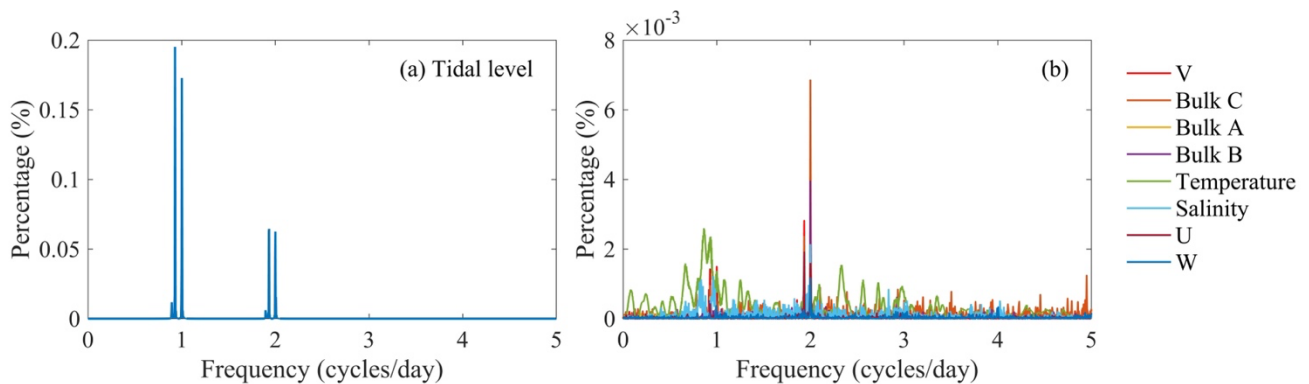 (a) Tidal level
Percentage (%)
0.2
0.15
0.1
0.05
0
0 1 2 3 4 5
Frequency (cycles/day)
×10⁻³
(b)
Percentage (%)
8
6
4
2
0
0 1 2 3 4 5
Frequency (cycles/day)
V
Bulk C
Bulk A
Bulk B
Temperature
Salinity
U
W